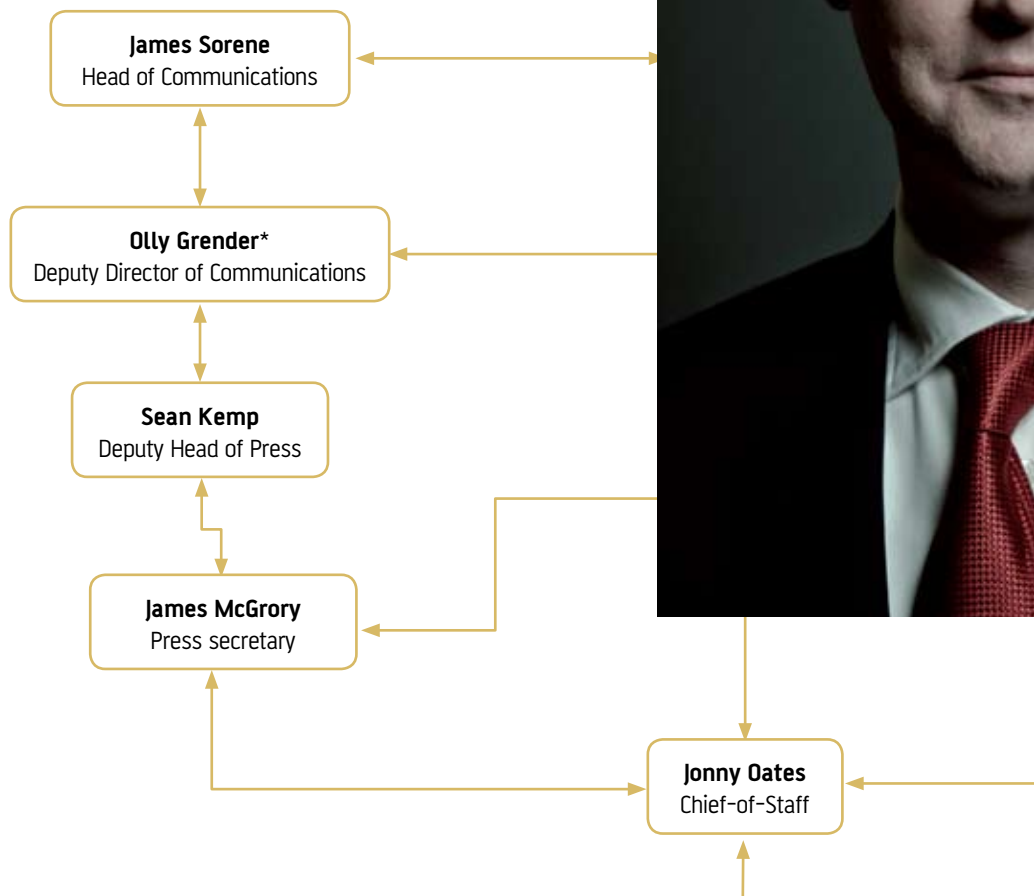 James Sorene
Head of Communications
Olly Grender*
Deputy Director of Communications
Sean Kemp
Deputy Head of Press
James McGrory
Press secretary
Jonny Oates
Chief-of-Staff